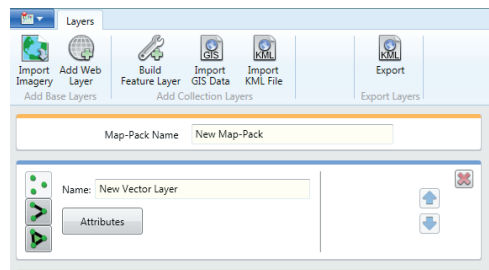 Layers
Import Imagery
Add Web Layer
Build Feature Layer
GIS
Import GIS Data
KML
Import KML File
KML
Export
Add Base Layers
Add Collection Layers
Export Layers
Map-Pack Name New Map-Pack
Name: New Vector Layer
Attributes